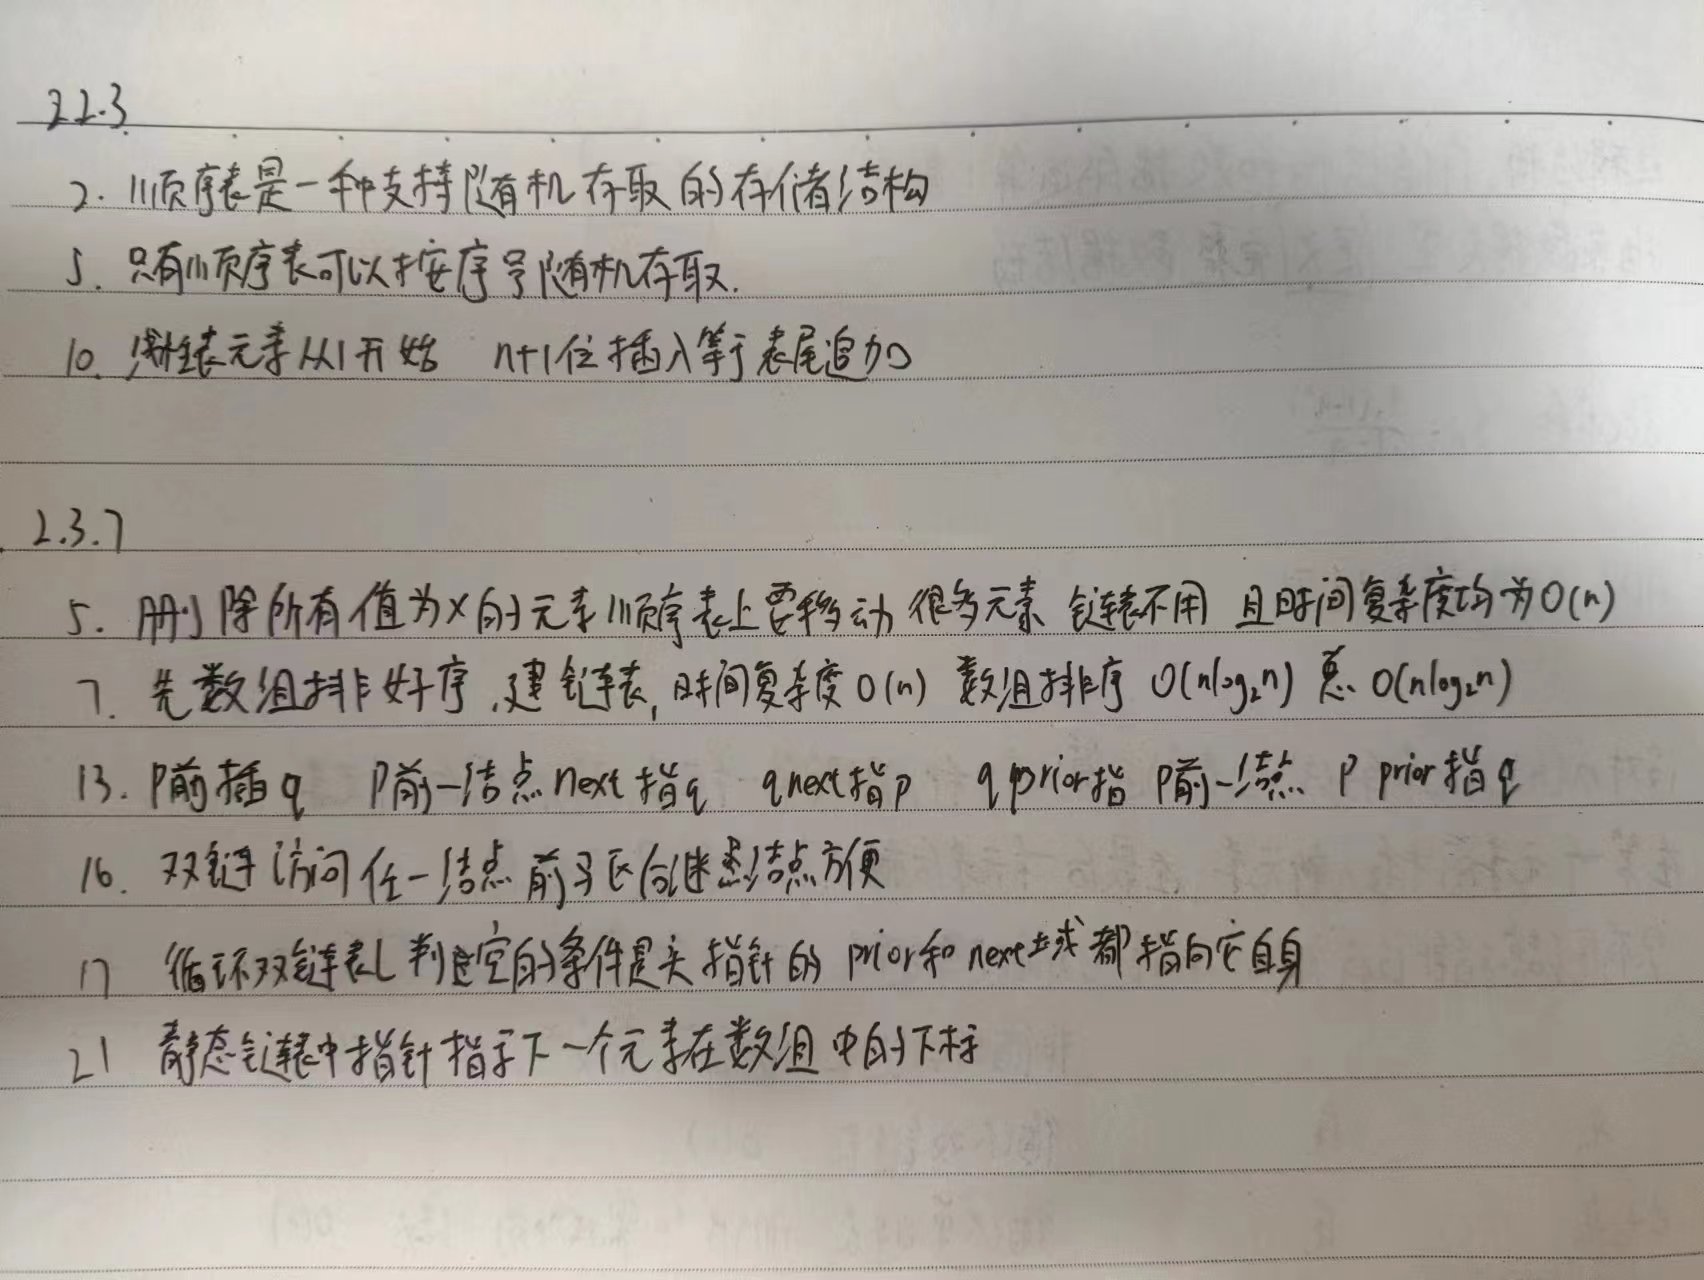 2.2.3
2. 顺序表是一种支持随机存取的存储结构
5. 只有顺序表可以按序号随机存取.
10. 线性表元素从1开始 n+1位插入等于表尾追加
2.3.7
5. 删除所有值为x的元素顺序表上要移动很多元素 链表不用 且时间复杂度均为O(n)
7. 先数组排好序,建链表,时间复杂度O(n) 数组排序 O(nlog₂n) 总 O(nlog₂n)
13. p前插q p前一结点next指q q next指p q prior指 p前一结点 p prior指q
16. 双链访问任一结点前马区后继结点方便
17 循环双链表L判空的条件是头指针的 prior和next域都指向它自身
21 静态链表中指针指示下一个元素在数组中的下标